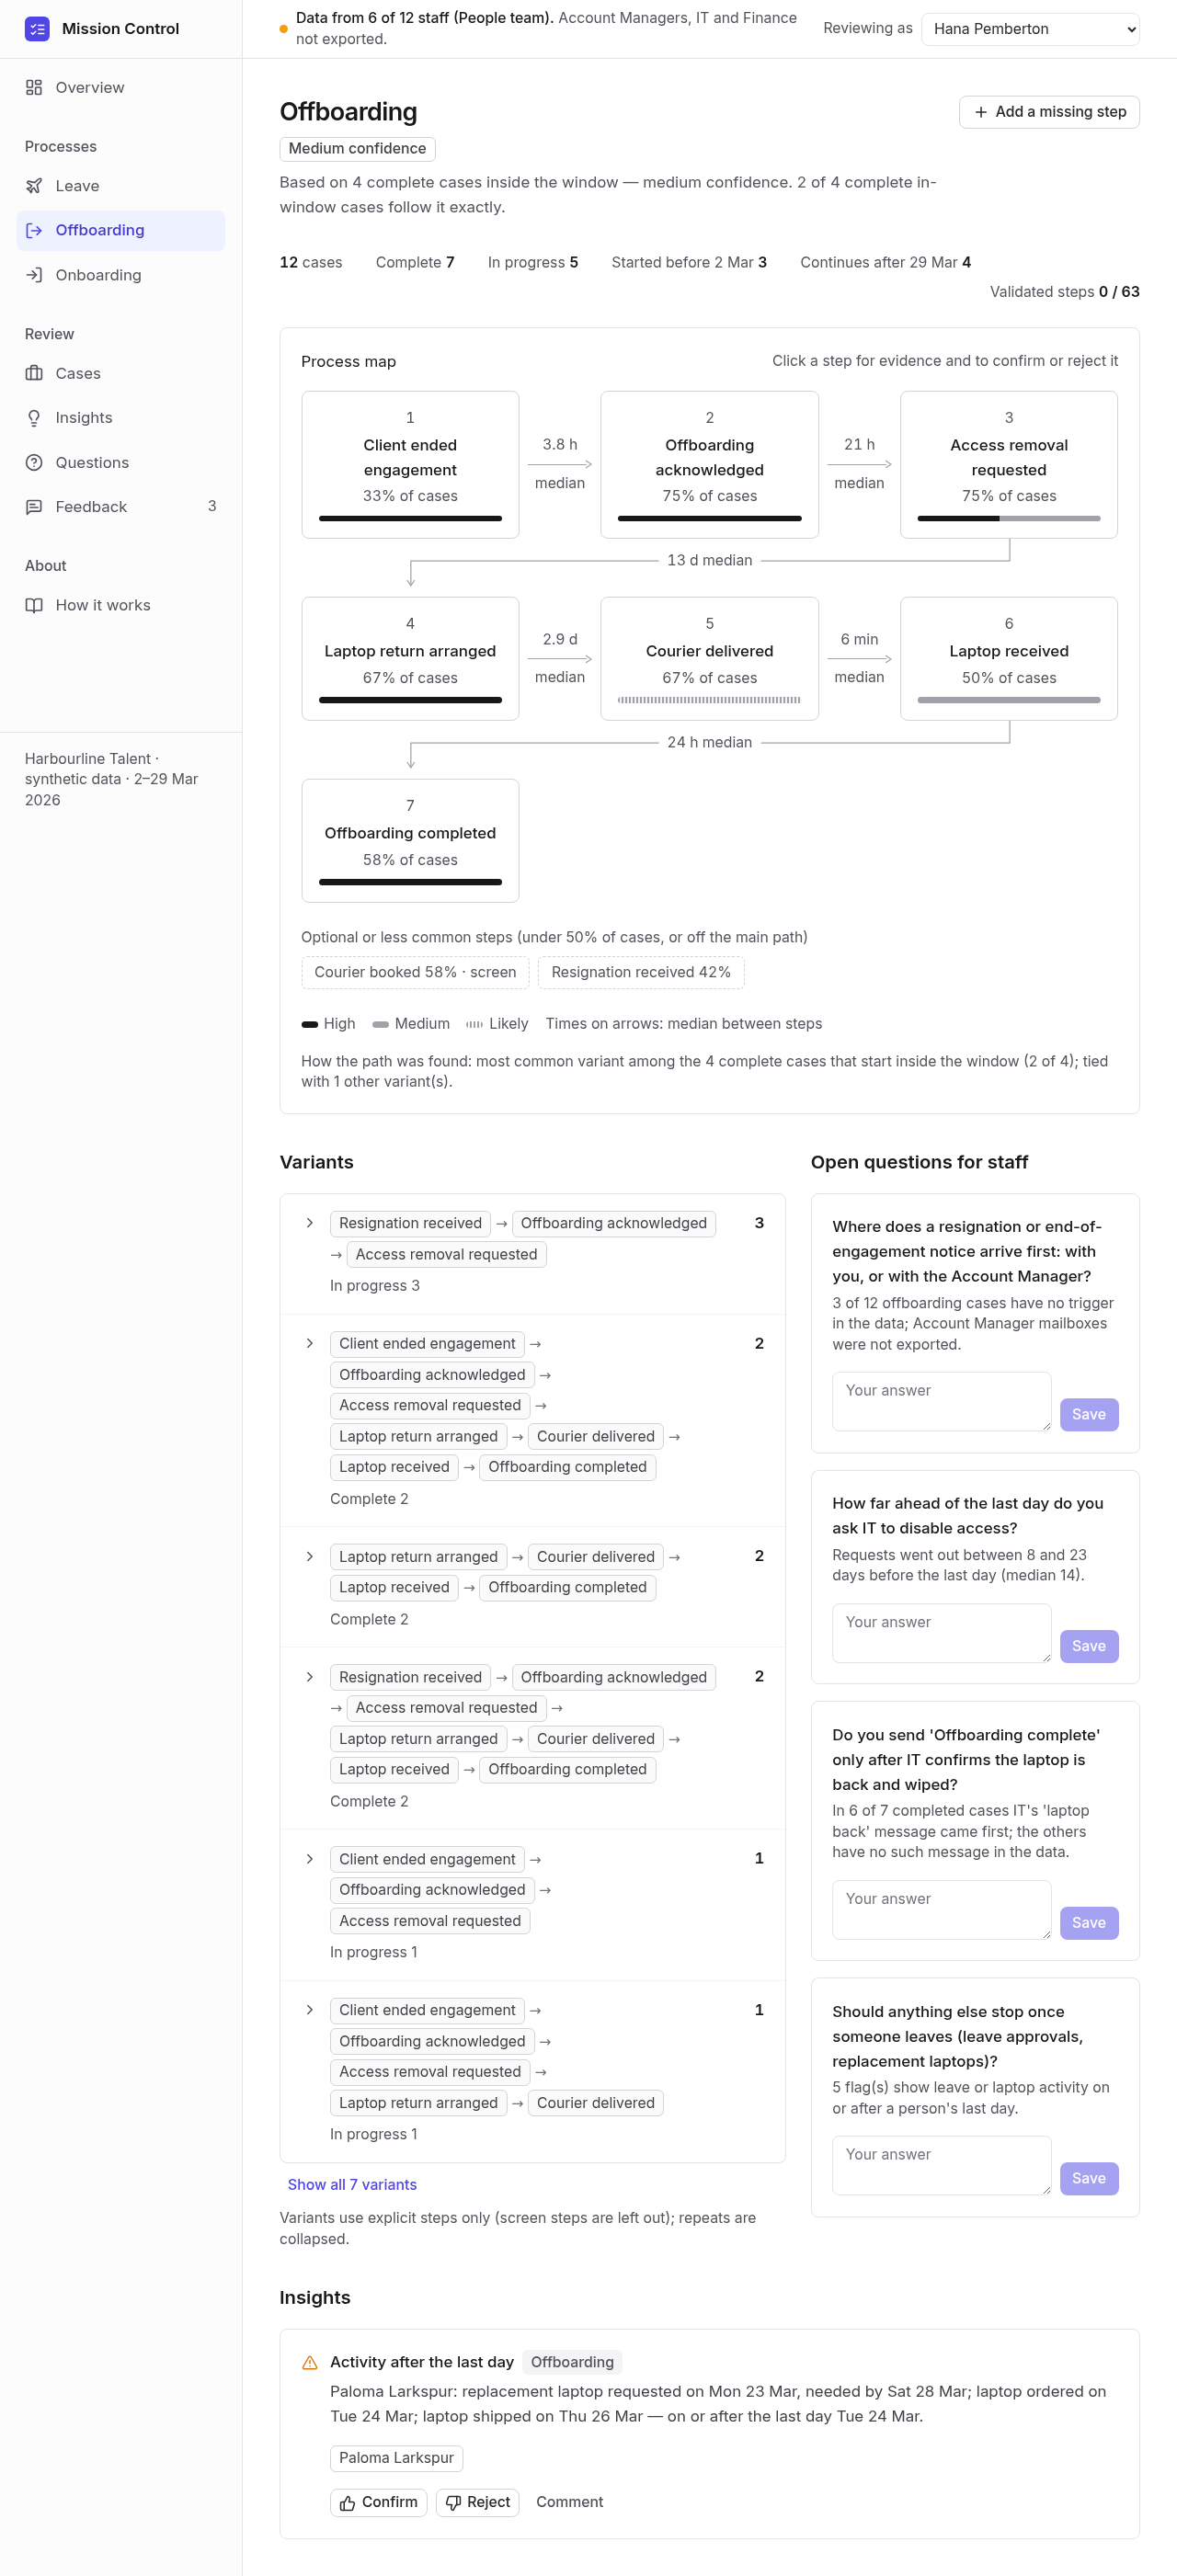 Mission Control
Data from 6 of 12 staff (People team). Account Managers, IT and Finance
not exported.
Reviewing as
Hana Pemberton
Overview
Processes
Leave
Offboarding
Onboarding
Review
Cases
Insights
Questions
Feedback 3
About
How it works
Harbourline Talent ·
synthetic data · 2–29 Mar
2026
Offboarding
Add a missing step
Medium confidence
Based on 4 complete cases inside the window — medium confidence. 2 of 4 complete in-
window cases follow it exactly.
12 cases Complete 7 In progress 5 Started before 2 Mar 3 Continues after 29 Mar 4
Validated steps 0 / 63
Process map
Click a step for evidence and to confirm or reject it
1
Client ended
engagement
33% of cases
3.8 h
median
2
Offboarding
acknowledged
75% of cases
21 h
median
3
Access removal
requested
75% of cases
13 d median
4
Laptop return arranged
67% of cases
2.9 d
median
5
Courier delivered
67% of cases
6 min
median
6
Laptop received
50% of cases
24 h median
7
Offboarding completed
58% of cases
Optional or less common steps (under 50% of cases, or off the main path)
Courier booked 58% · screen
Resignation received 42%
High Medium Likely Times on arrows: median between steps
How the path was found: most common variant among the 4 complete cases that start inside the window (2 of 4); tied
with 1 other variant(s).
Variants
Resignation received → Offboarding acknowledged 3
→ Access removal requested
In progress 3
Client ended engagement → 2
Offboarding acknowledged →
Access removal requested →
Laptop return arranged → Courier delivered →
Laptop received → Offboarding completed
Complete 2
Laptop return arranged → Courier delivered → 2
Laptop received → Offboarding completed
Complete 2
Resignation received → Offboarding acknowledged 2
→ Access removal requested →
Laptop return arranged → Courier delivered →
Laptop received → Offboarding completed
Complete 2
Client ended engagement → 1
Offboarding acknowledged →
Access removal requested
In progress 1
Client ended engagement → 1
Offboarding acknowledged →
Access removal requested →
Laptop return arranged → Courier delivered
In progress 1
Show all 7 variants
Variants use explicit steps only (screen steps are left out); repeats are
collapsed.
Open questions for staff
Where does a resignation or end-of-
engagement notice arrive first: with
you, or with the Account Manager?
3 of 12 offboarding cases have no trigger
in the data; Account Manager mailboxes
were not exported.
Your answer
Save
How far ahead of the last day do you
ask IT to disable access?
Requests went out between 8 and 23
days before the last day (median 14).
Your answer
Save
Do you send 'Offboarding complete'
only after IT confirms the laptop is
back and wiped?
In 6 of 7 completed cases IT's 'laptop
back' message came first; the others
have no such message in the data.
Your answer
Save
Should anything else stop once
someone leaves (leave approvals,
replacement laptops)?
5 flag(s) show leave or laptop activity on
or after a person's last day.
Your answer
Save
Insights
Activity after the last day Offboarding
Paloma Larkspur: replacement laptop requested on Mon 23 Mar, needed by Sat 28 Mar; laptop ordered on
Tue 24 Mar; laptop shipped on Thu 26 Mar — on or after the last day Tue 24 Mar.
Paloma Larkspur
Confirm Reject Comment